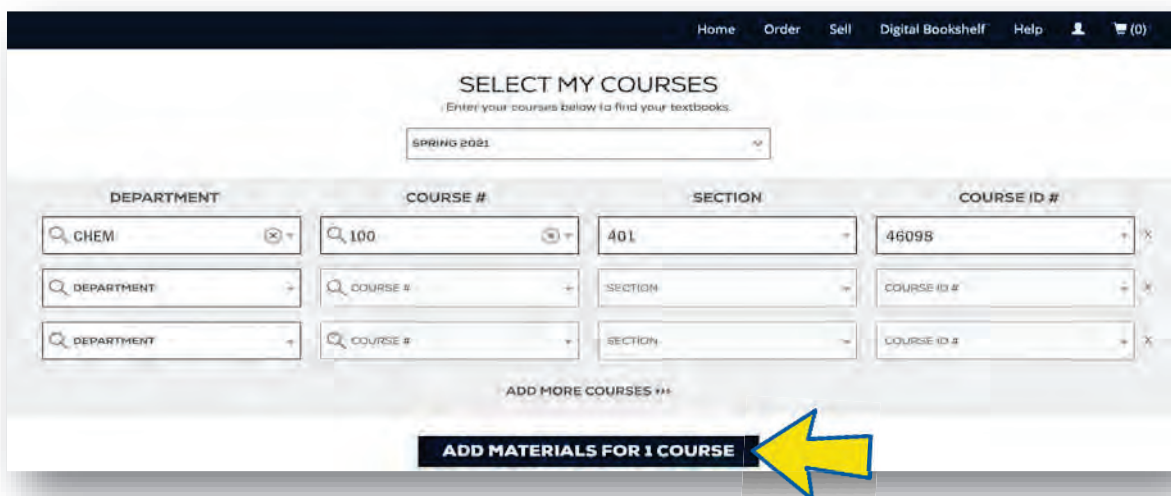 Home Order Sell Digital Bookshelf Help (0)
SELECT MY COURSES
Enter your courses below to find your textbooks.
SPRING 2021
DEPARTMENT COURSE # SECTION COURSE ID #
CHEM 100 401 46098 X
DEPARTMENT COURSE # SECTION COURSE ID # X
DEPARTMENT COURSE # SECTION COURSE ID # X
ADD MORE COURSES >>>
ADD MATERIALS FOR 1 COURSE